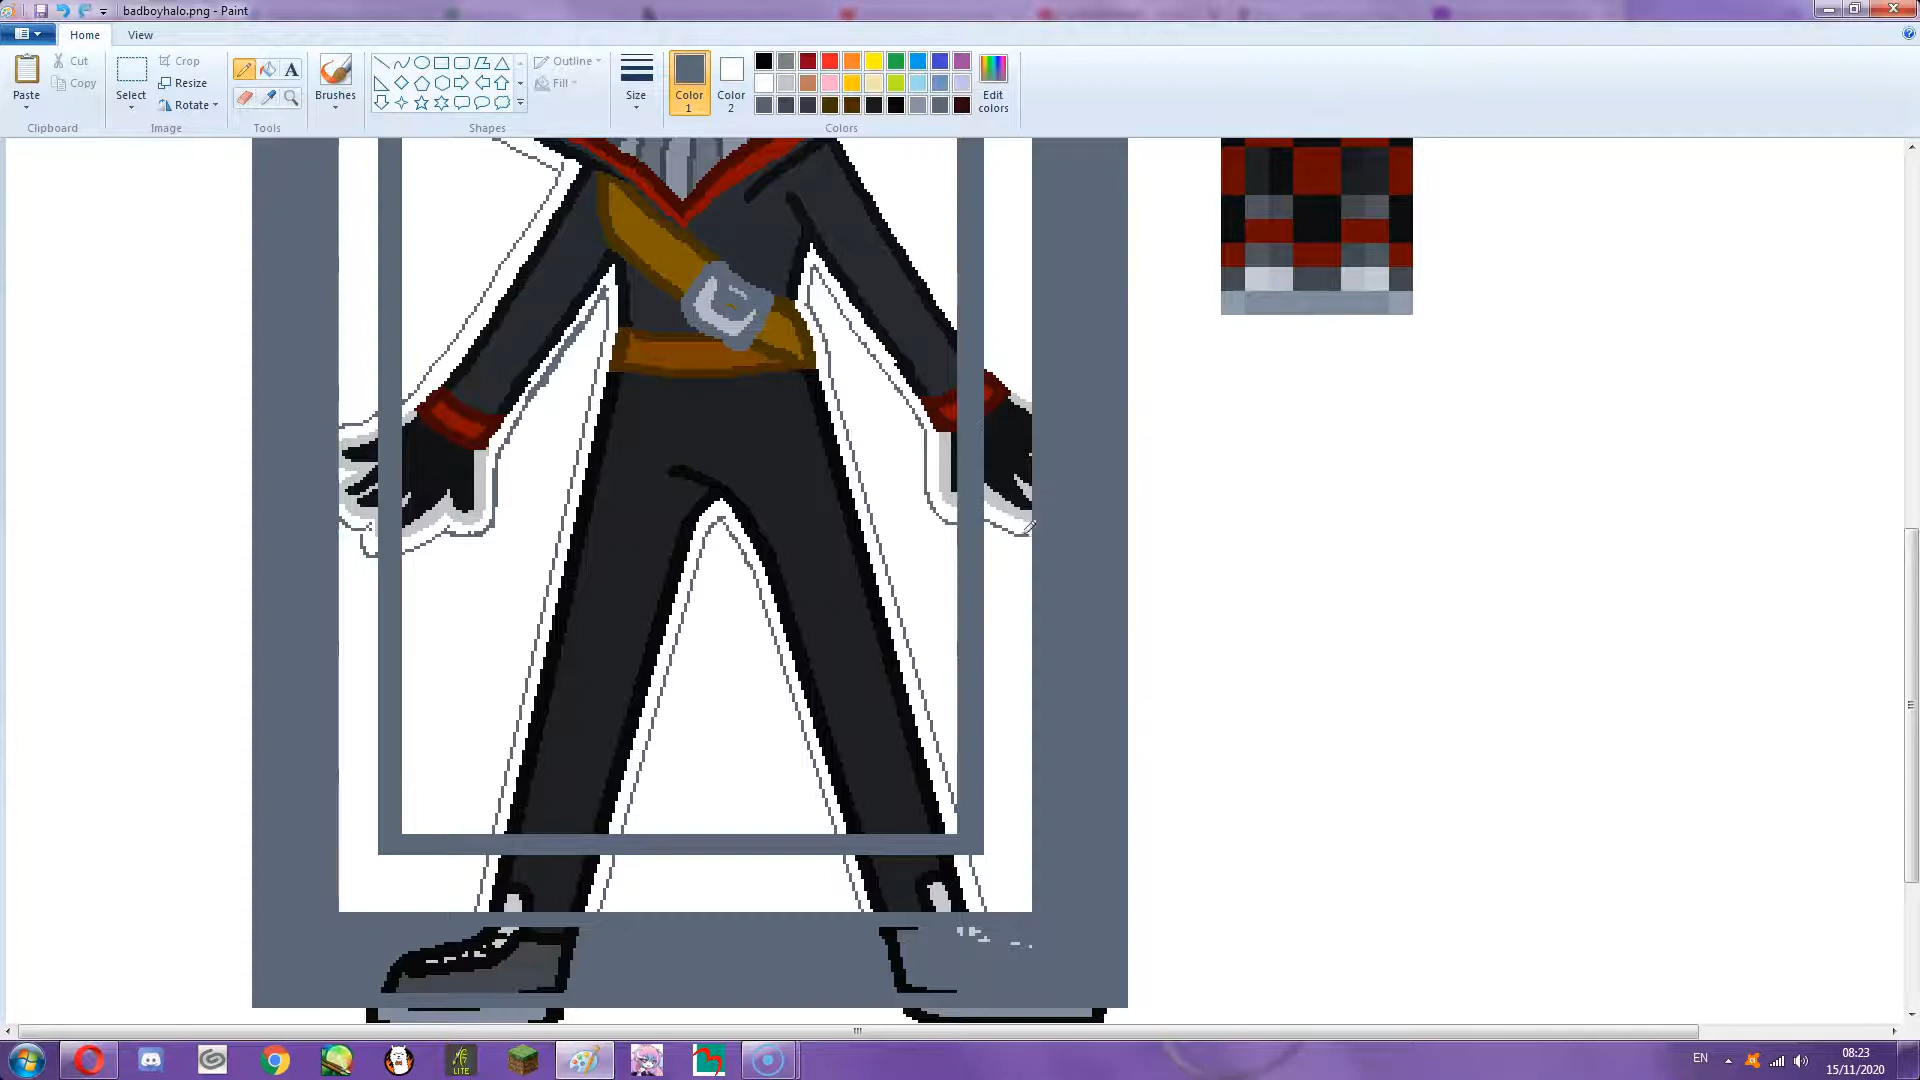 badboyhalo.png - Paint
Home View
Paste Cut Copy
Select Crop Resize Rotate
Brushes
Outline Fill
Size
Color 1
Color 2
Edit colors
Clipboard Image Tools Shapes Colors
LITE
EN
08:23
15/11/2020